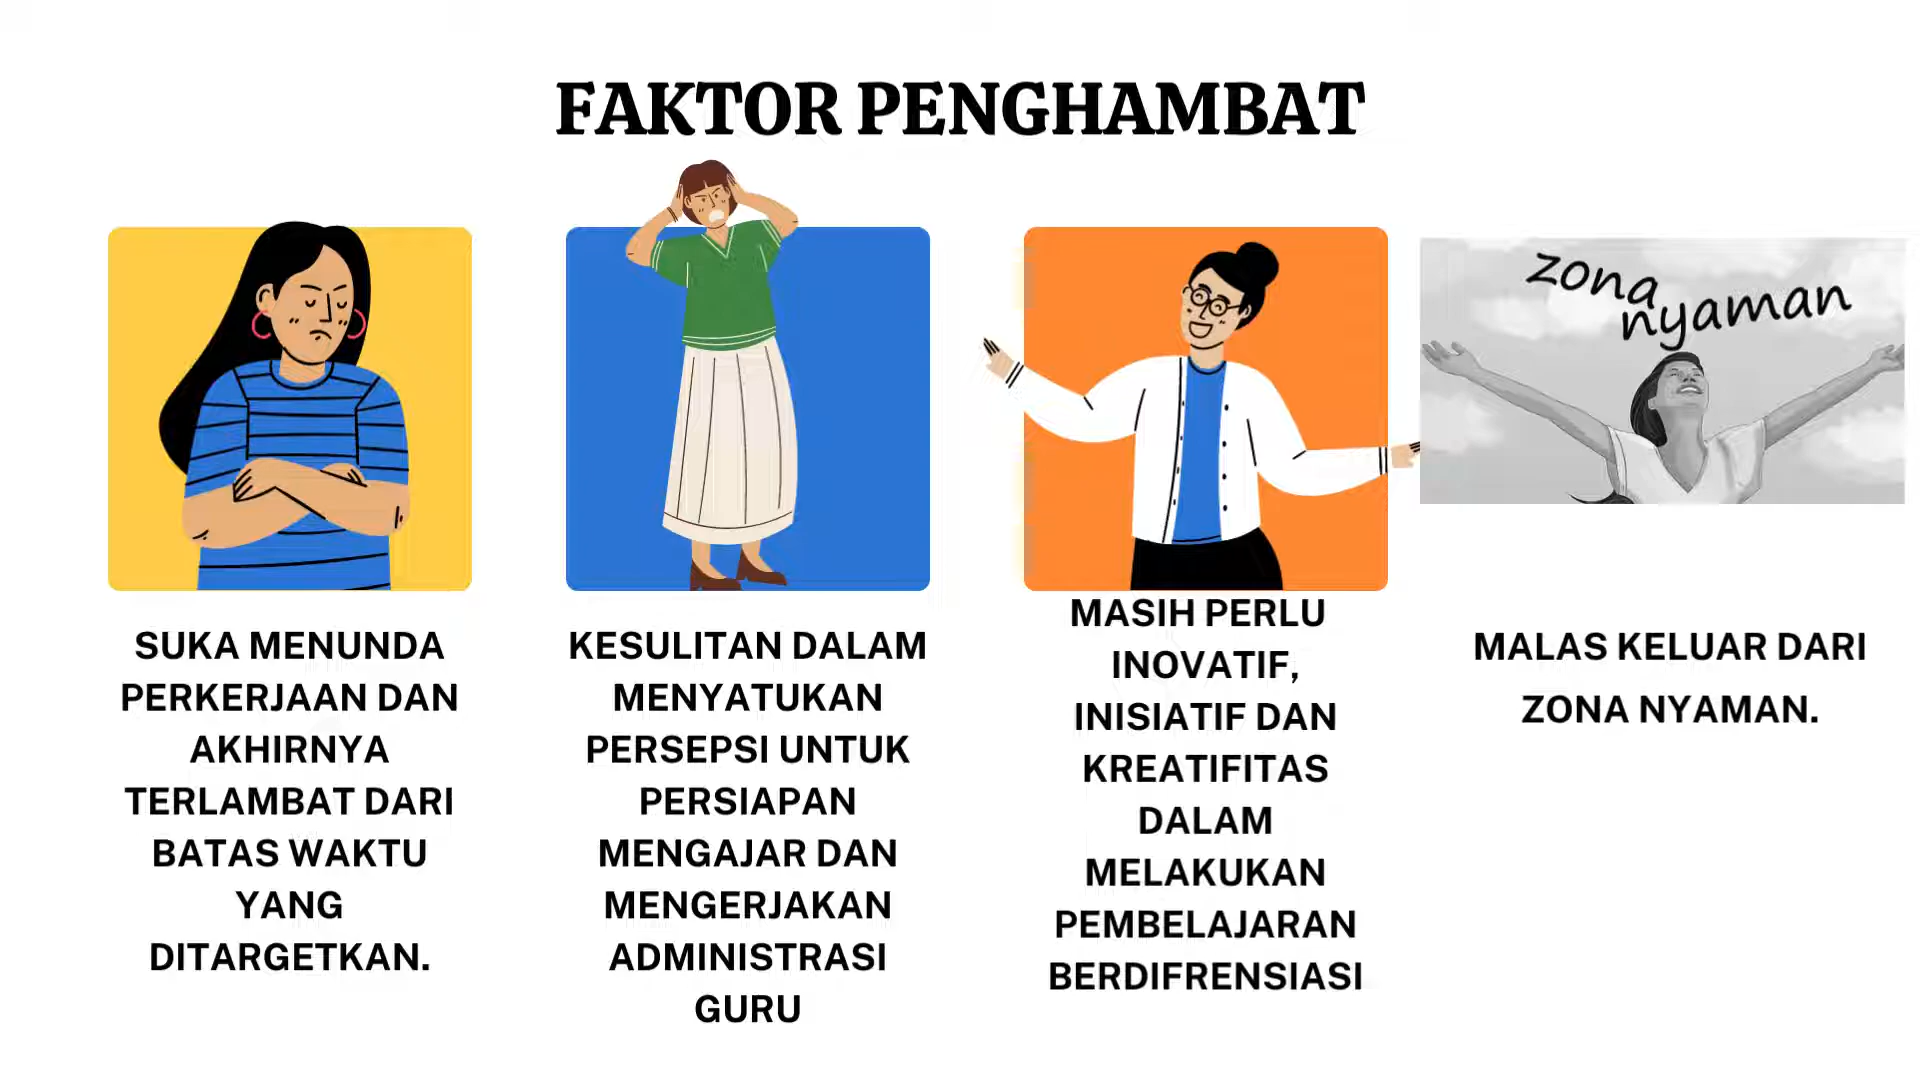 FAKTOR PENGHAMBAT
zona
nyaman
SUKA MENUNDA
PERKERJAAN DAN
AKHIRNYA
TERLAMBAT DARI
BATAS WAKTU
YANG
DITARGETKAN.
KESULITAN DALAM
MENYATUKAN
PERSEPSI UNTUK
PERSIAPAN
MENGAJAR DAN
MENGERJAKAN
ADMINISTRASI
GURU
MASIH PERLU
INOVATIF,
INISIATIF DAN
KREATIFITAS
DALAM
MELAKUKAN
PEMBELAJARAN
BERDIFRENSIASI
MALAS KELUAR DARI
ZONA NYAMAN.